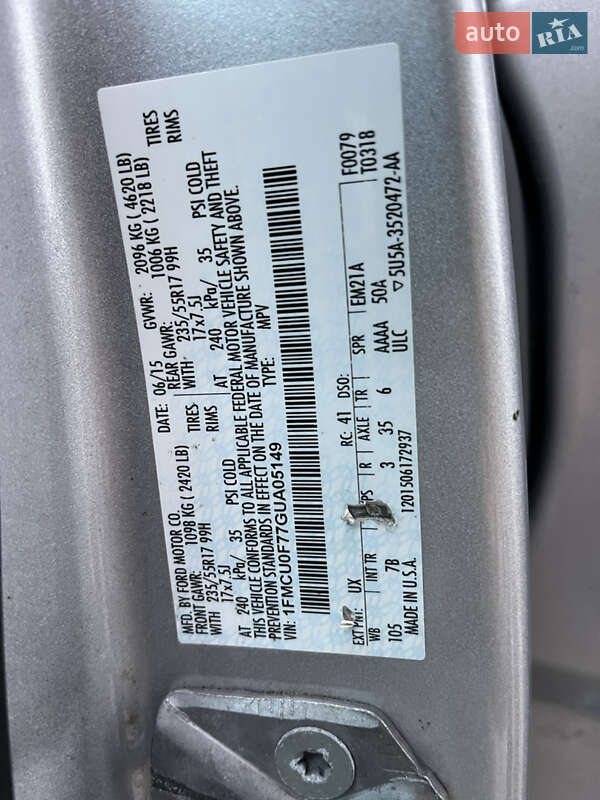 auto RIA .com
MFD. BY FORD MOTOR CO. DATE: 06/15 GVWR: 2096 KG ( 4620 LB)
FRONT GAWR: 1098 KG ( 2420 LB) REAR GAWR: 1006 KG ( 2218 LB)
WITH 235/55R17 99H TIRES WITH 235/55R17 99H TIRES
17x7.5J RIMS 17x7.5J RIMS
AT 240 kPa/ 35 PSI COLD AT 240 kPa/ 35 PSI COLD
THIS VEHICLE CONFORMS TO ALL APPLICABLE FEDERAL MOTOR VEHICLE SAFETY AND THEFT
PREVENTION STANDARDS IN EFFECT ON THE DATE OF MANUFACTURE SHOWN ABOVE.
VIN: 1FMCU0F77GUA05149 TYPE: MPV
F0079
T0318
EXT PNT: UX RC: 41 DSO: EM21A
WB INT TR R AXLE TR SPR
105 7B 3 35 6 AAAA 50A
MADE IN U.S.A. 1201506172937 ULC ▽5U5A-3520472-AA